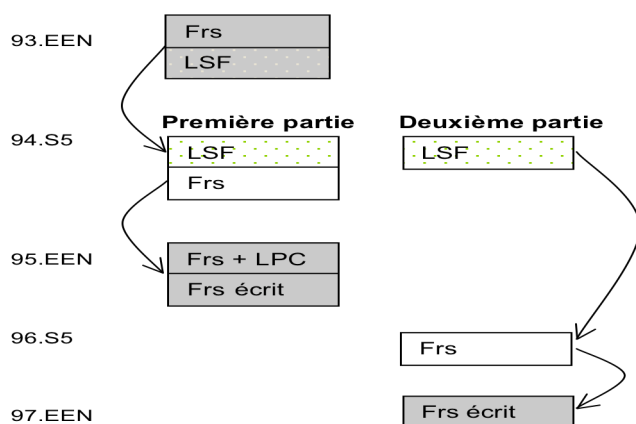 93.EEN
Frs
LSF
Première partie
Deuxième partie
94.S5
LSF
LSF
Frs
95.EEN
Frs + LPC
Frs écrit
96.S5
Frs
97.EEN
Frs écrit